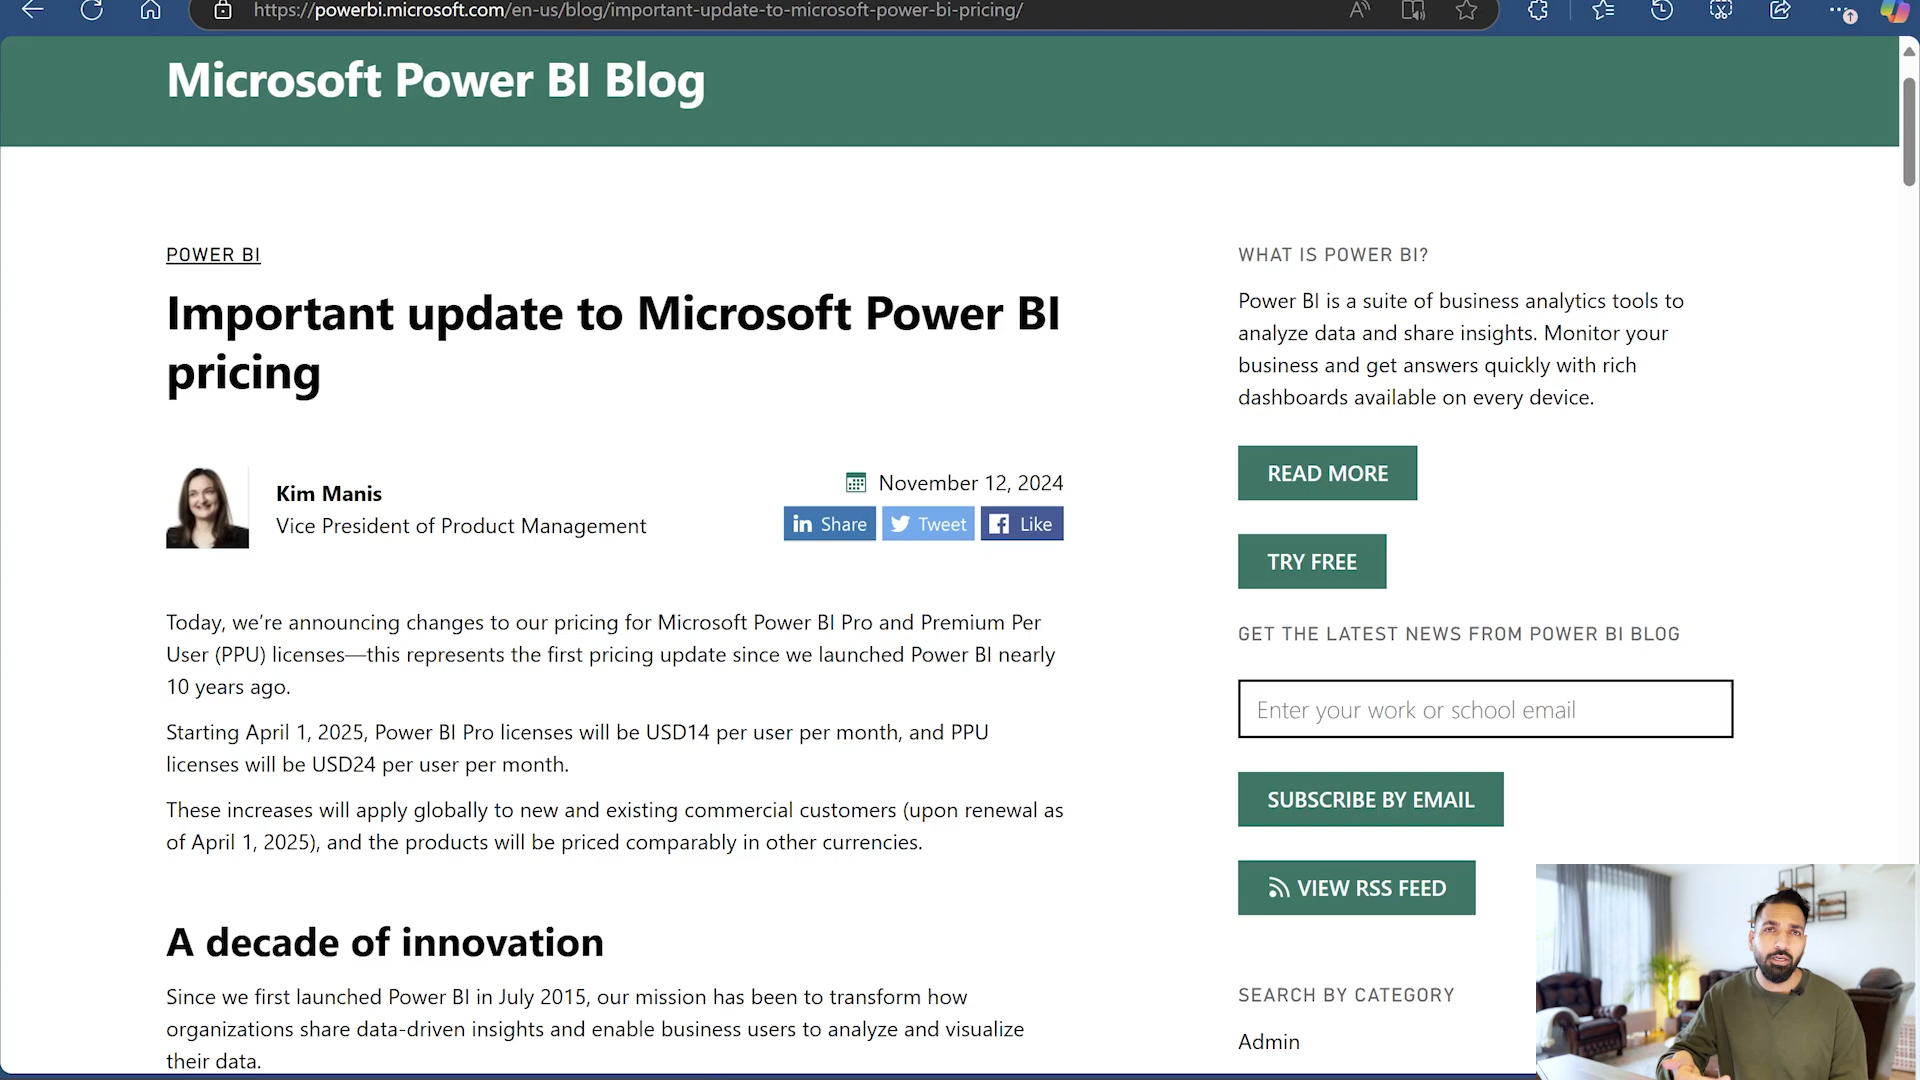 https://powerbi.microsoft.com/en-us/blog/important-update-to-microsoft-power-bi-pricing/
Microsoft Power BI Blog
POWER BI
Important update to Microsoft Power BI
pricing
Kim Manis
Vice President of Product Management
November 12, 2024
in Share
Tweet
Like
Today, we’re announcing changes to our pricing for Microsoft Power BI Pro and Premium Per
User (PPU) licenses—this represents the first pricing update since we launched Power BI nearly
10 years ago.
Starting April 1, 2025, Power BI Pro licenses will be USD14 per user per month, and PPU
licenses will be USD24 per user per month.
These increases will apply globally to new and existing commercial customers (upon renewal as
of April 1, 2025), and the products will be priced comparably in other currencies.
A decade of innovation
Since we first launched Power BI in July 2015, our mission has been to transform how
organizations share data-driven insights and enable business users to analyze and visualize
their data.
WHAT IS POWER BI?
Power BI is a suite of business analytics tools to
analyze data and share insights. Monitor your
business and get answers quickly with rich
dashboards available on every device.
READ MORE
TRY FREE
GET THE LATEST NEWS FROM POWER BI BLOG
Enter your work or school email
SUBSCRIBE BY EMAIL
VIEW RSS FEED
SEARCH BY CATEGORY
Admin